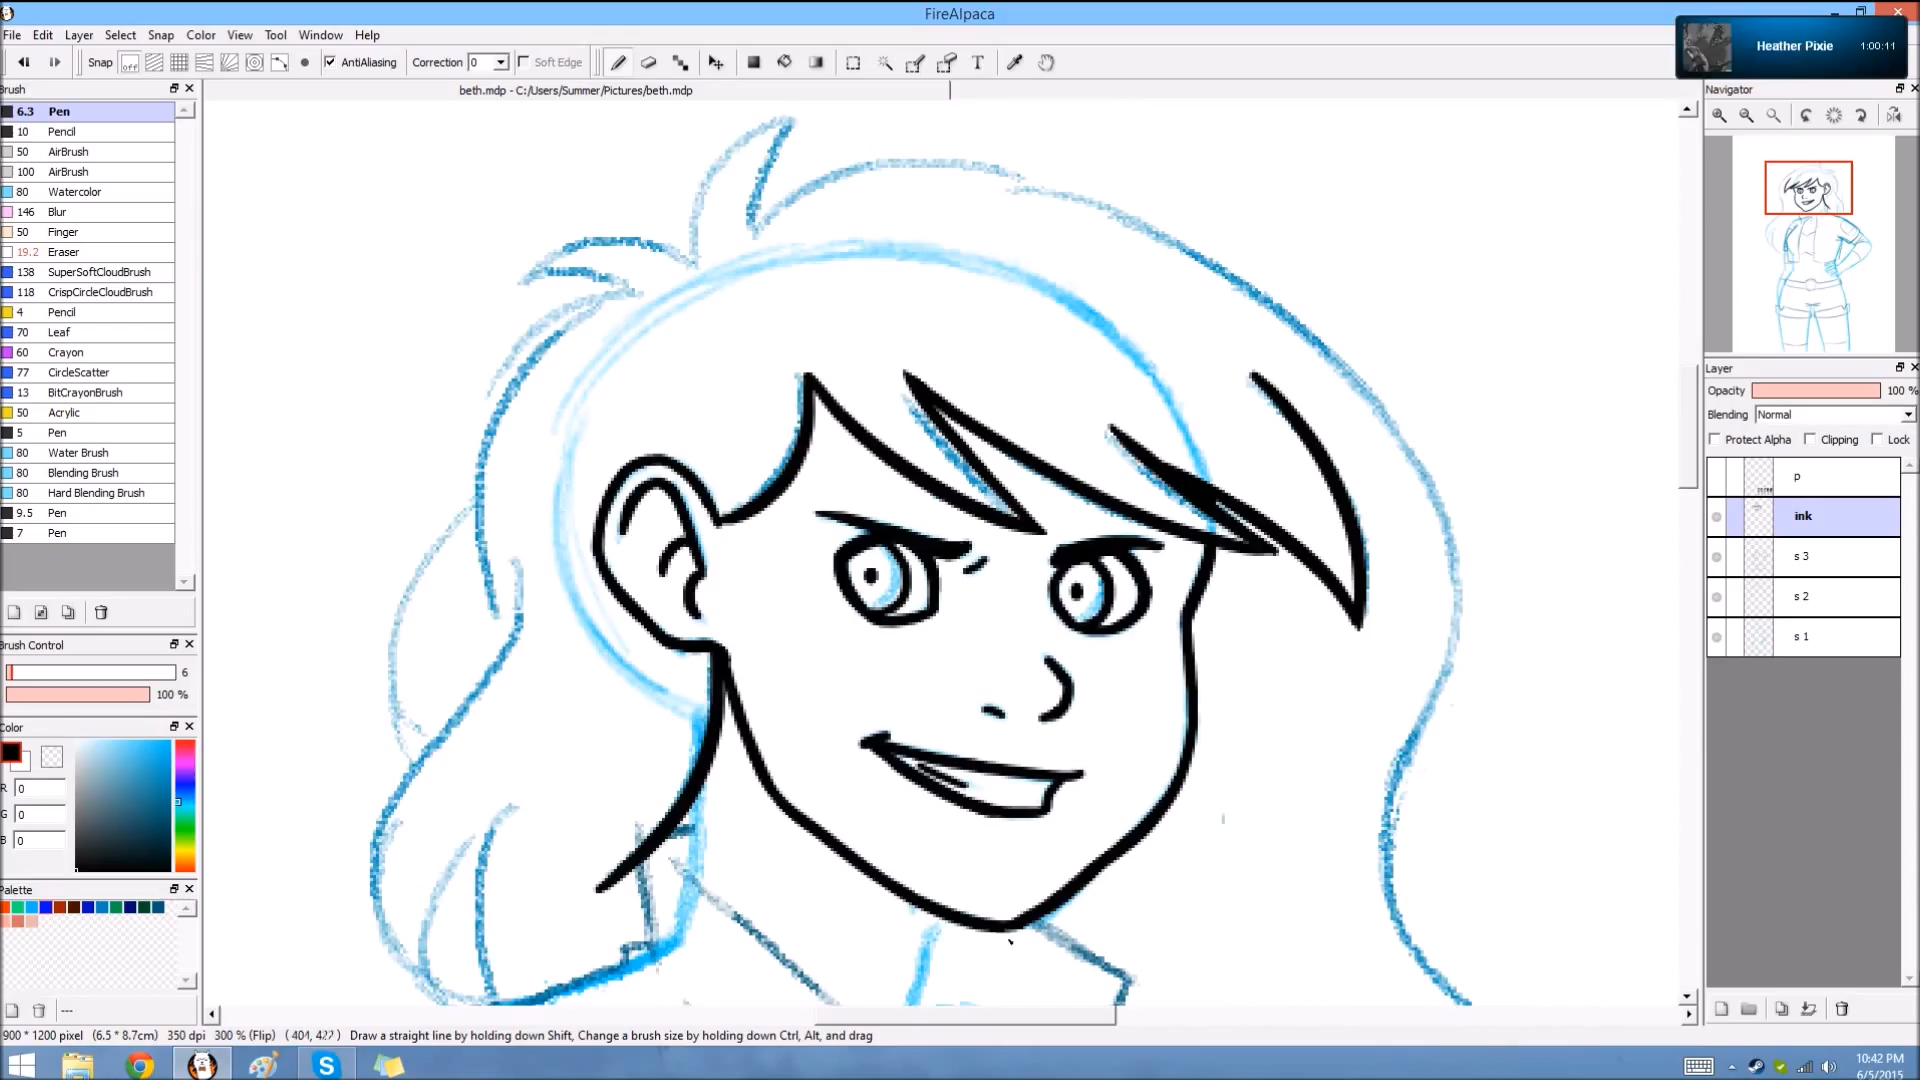 FireAlpaca
File Edit Layer Select Snap Color View Tool Window Help
Heather Pixie 1:00:11
Snap off AntiAliasing Correction 0 Soft Edge T
beth.mdp - C:/Users/Summer/Pictures/beth.mdp
Brush
6.3 Pen
10 Pencil
50 AirBrush
100 AirBrush
80 Watercolor
146 Blur
50 Finger
19.2 Eraser
138 SuperSoftCloudBrush
118 CrispCircleCloudBrush
4 Pencil
70 Leaf
60 Crayon
77 CircleScatter
13 BitCrayonBrush
50 Acrylic
5 Pen
80 Water Brush
80 Blending Brush
80 Hard Blending Brush
9.5 Pen
7 Pen
Brush Control
6
100 %
Color
R 0
G 0
B 0
Palette
---
Navigator
Layer
Opacity 100 %
Blending Normal
Protect Alpha Clipping Lock
p
ink
s 3
s 2
s 1
900 * 1200 pixel (6.5 * 8.7cm) 350 dpi 300 % (Flip) ( 404, 427 ) Draw a straight line by holding down Shift, Change a brush size by holding down Ctrl, Alt, and drag
S
10:42 PM
6/5/2015